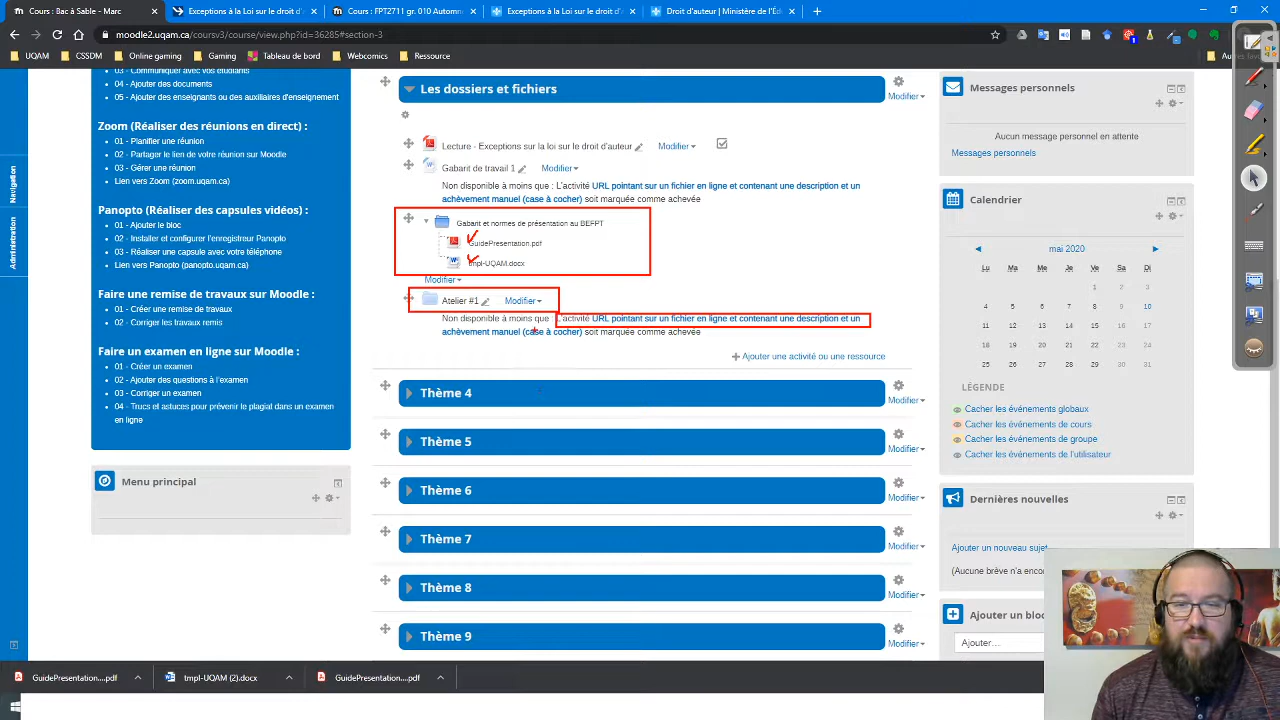 Cours : Bac à Sable - Marc
Exceptions à la Loi sur le droit d'a
Cours : FPT2711 gr. 010 Automn
Exceptions à la Loi sur le droit d'
Droit d'auteur | Ministère de l'Éd
moodle2.uqam.ca/coursv3/course/view.php?id=36285#section-3
UQAM
CSSDM
Online gaming
Gaming
Tableau de bord
Webcomics
Ressource
Autres favo
Navigation
Administration
03 - Communiquer avec vos étudiants
04 - Ajouter des documents
05 - Ajouter des enseignants ou des auxiliaires d'enseignement
Zoom (Réaliser des réunions en direct) :
01 - Planifier une réunion
02 - Partager le lien de votre réunion sur Moodle
03 - Gérer une réunion
Lien vers Zoom (zoom.uqam.ca)
Panopto (Réaliser des capsules vidéos) :
01 - Ajouter le bloc
02 - Installer et configurer l'enregistreur Panopto
03 - Réaliser une capsule avec votre téléphone
Lien vers Panopto (panopto.uqam.ca)
Faire une remise de travaux sur Moodle :
01 - Créer une remise de travaux
02 - Corriger les travaux remis
Faire un examen en ligne sur Moodle :
01 - Créer un examen
02 - Ajouter des questions à l'examen
03 - Corriger un examen
04 - Trucs et astuces pour prévenir le plagiat dans un examen
en ligne
Menu principal
Les dossiers et fichiers
Modifier
Lecture - Exceptions sur la loi sur le droit d'auteur
Modifier
Gabarit de travail 1
Modifier
Non disponible à moins que : L'activité URL pointant sur un fichier en ligne et contenant une description et un
achèvement manuel (case à cocher) soit marquée comme achevée
Gabarit et normes de présentation au BEFPT
GuidePresentation.pdf
tmpl-UQAM.docx
Modifier
Atelier #1
Modifier
Non disponible à moins que : L'activité URL pointant sur un fichier en ligne et contenant une description et un
achèvement manuel (case à cocher) soit marquée comme achevée
Ajouter une activité ou une ressource
Thème 4
Modifier
Thème 5
Modifier
Thème 6
Modifier
Thème 7
Modifier
Thème 8
Modifier
Thème 9
Modifier
Messages personnels
Aucun message personnel en attente
Messages personnels
Calendrier
mai 2020
Lu Ma Me Je Ve Sa Di
1 2 3
4 5 6 7 8 9 10
11 12 13 14 15 16 17
18 19 20 21 22 23 24
25 26 27 28 29 30 31
LÉGENDE
Cacher les événements globaux
Cacher les événements de cours
Cacher les événements de groupe
Cacher les événements de l'utilisateur
Dernières nouvelles
Ajouter un nouveau sujet
(Aucune brève n'a enco
Ajouter un bloc
Ajouter...
GuidePresentation....pdf
tmpl-UQAM (2).docx
GuidePresentation....pdf